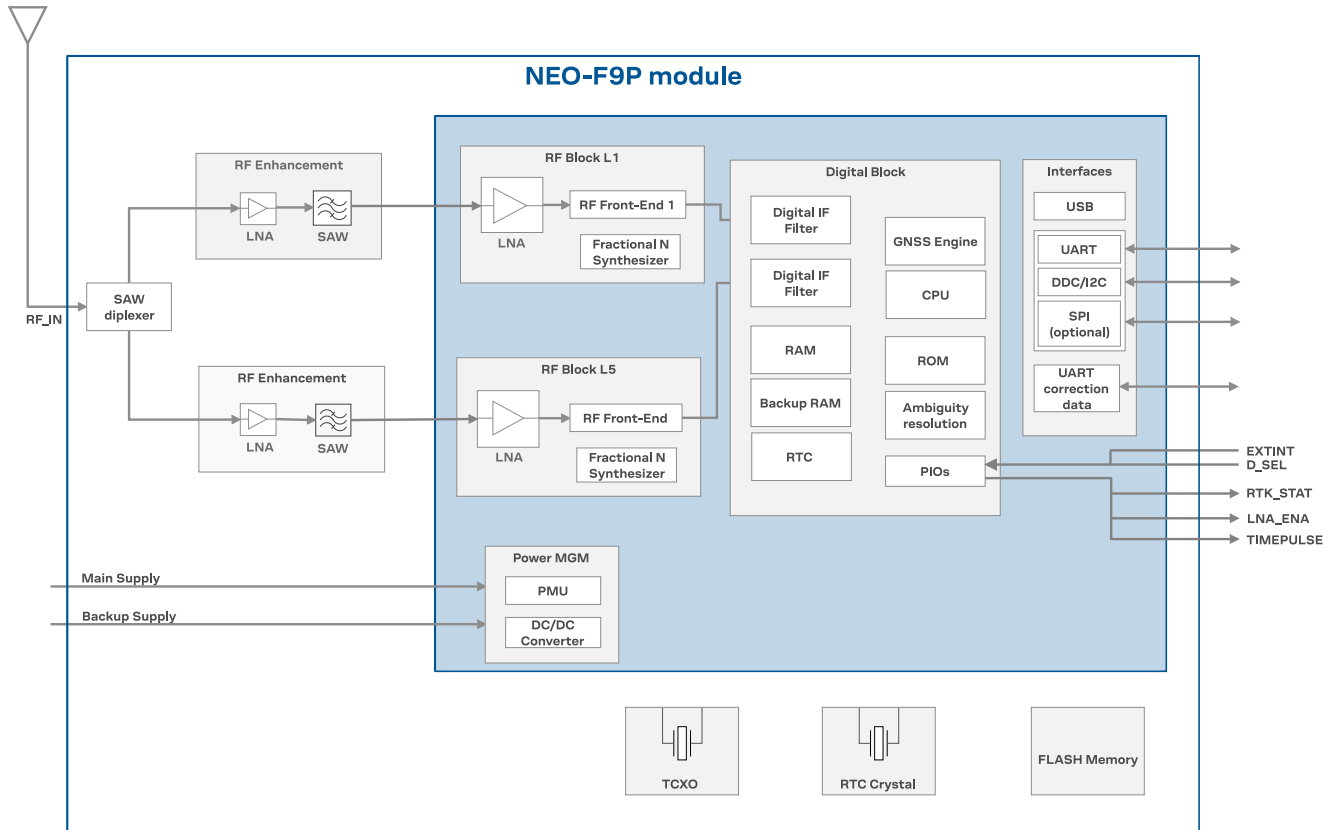 NEO-F9P module
RF Enhancement
LNA
SAW
RF_IN
SAW
diplexer
RF Enhancement
LNA
SAW
RF Block L1
LNA
RF Front-End 1
Fractional N
Synthesizer
RF Block L5
LNA
RF Front-End
Fractional N
Synthesizer
Digital Block
Digital IF
Filter
Digital IF
Filter
RAM
Backup RAM
RTC
GNSS Engine
CPU
ROM
Ambiguity
resolution
PIOs
Interfaces
USB
UART
DDC/I2C
SPI
(optional)
UART
correction
data
EXTINT
D_SEL
RTK_STAT
LNA_ENA
TIMEPULSE
Main Supply
Backup Supply
Power MGM
PMU
DC/DC
Converter
TCXO
RTC Crystal
FLASH Memory